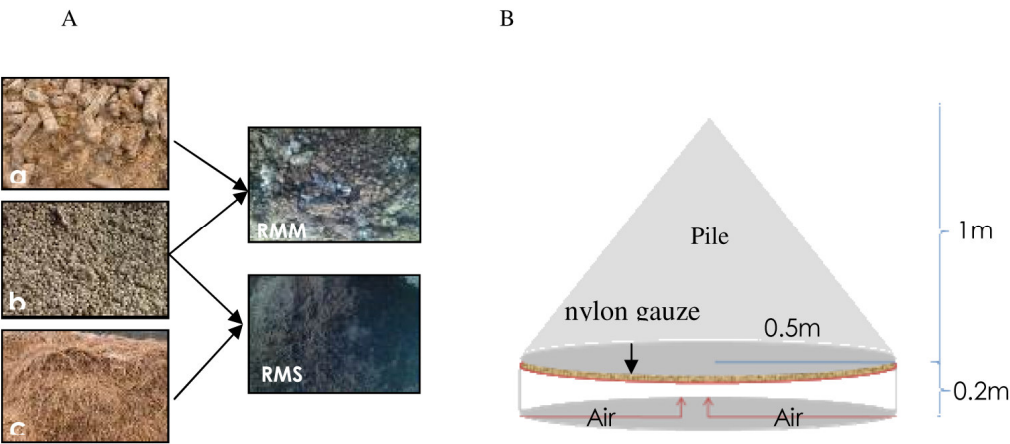 A
B
a
b
c
RMM
RMS
Pile
nylon gauze
0.5m
1m
0.2m
Air
Air